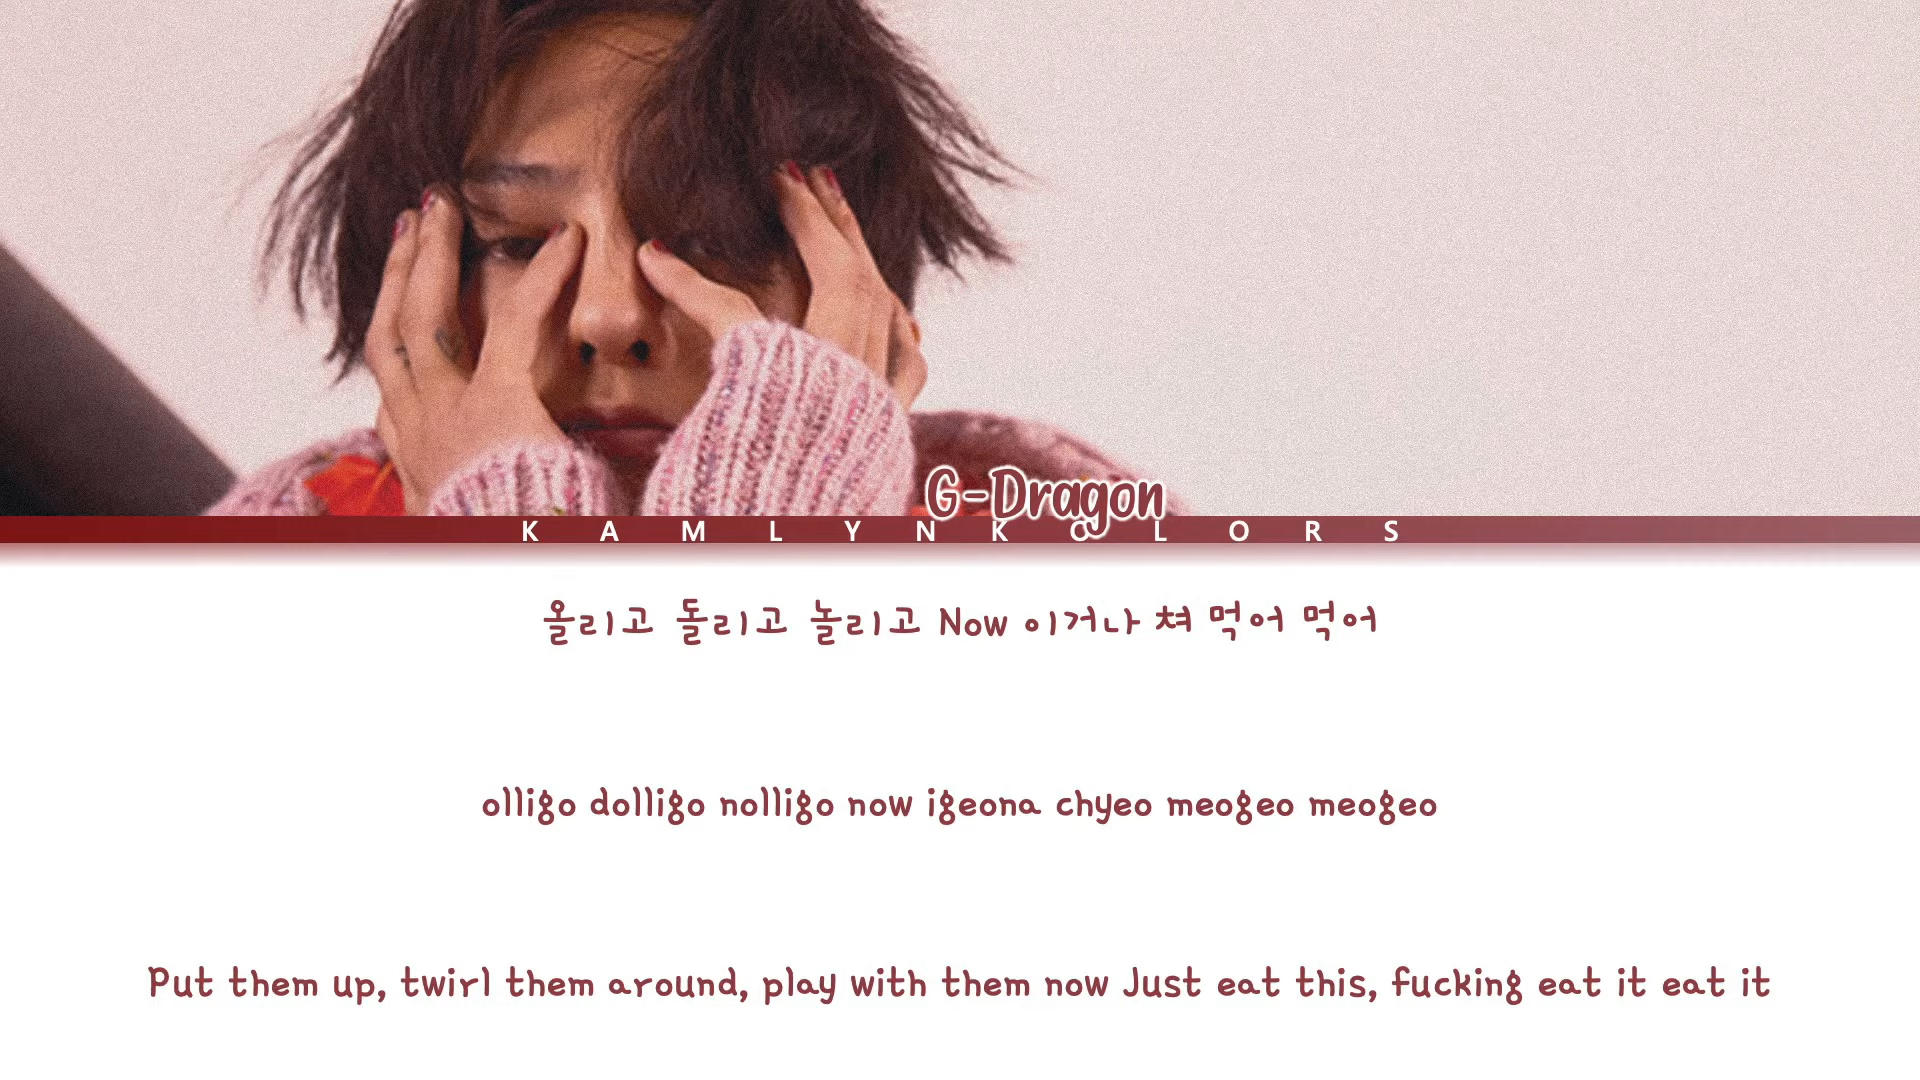 G-Dragon
KAMLYNKOLORS
올리고 돌리고 놀리고 Now 이거나 쳐 먹어 먹어
olligo dolligo nolligo now igeona chyeo meogeo meogeo
Put them up, twirl them around, play with them now Just eat this, fucking eat it eat it